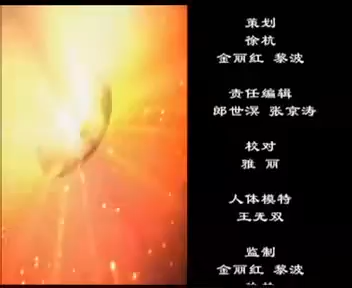 策划
徐杭
金丽红 黎波
责任编辑
郎世溟 张京涛
校对
雅 丽
人体模特
王无双
监制
金丽红 黎波